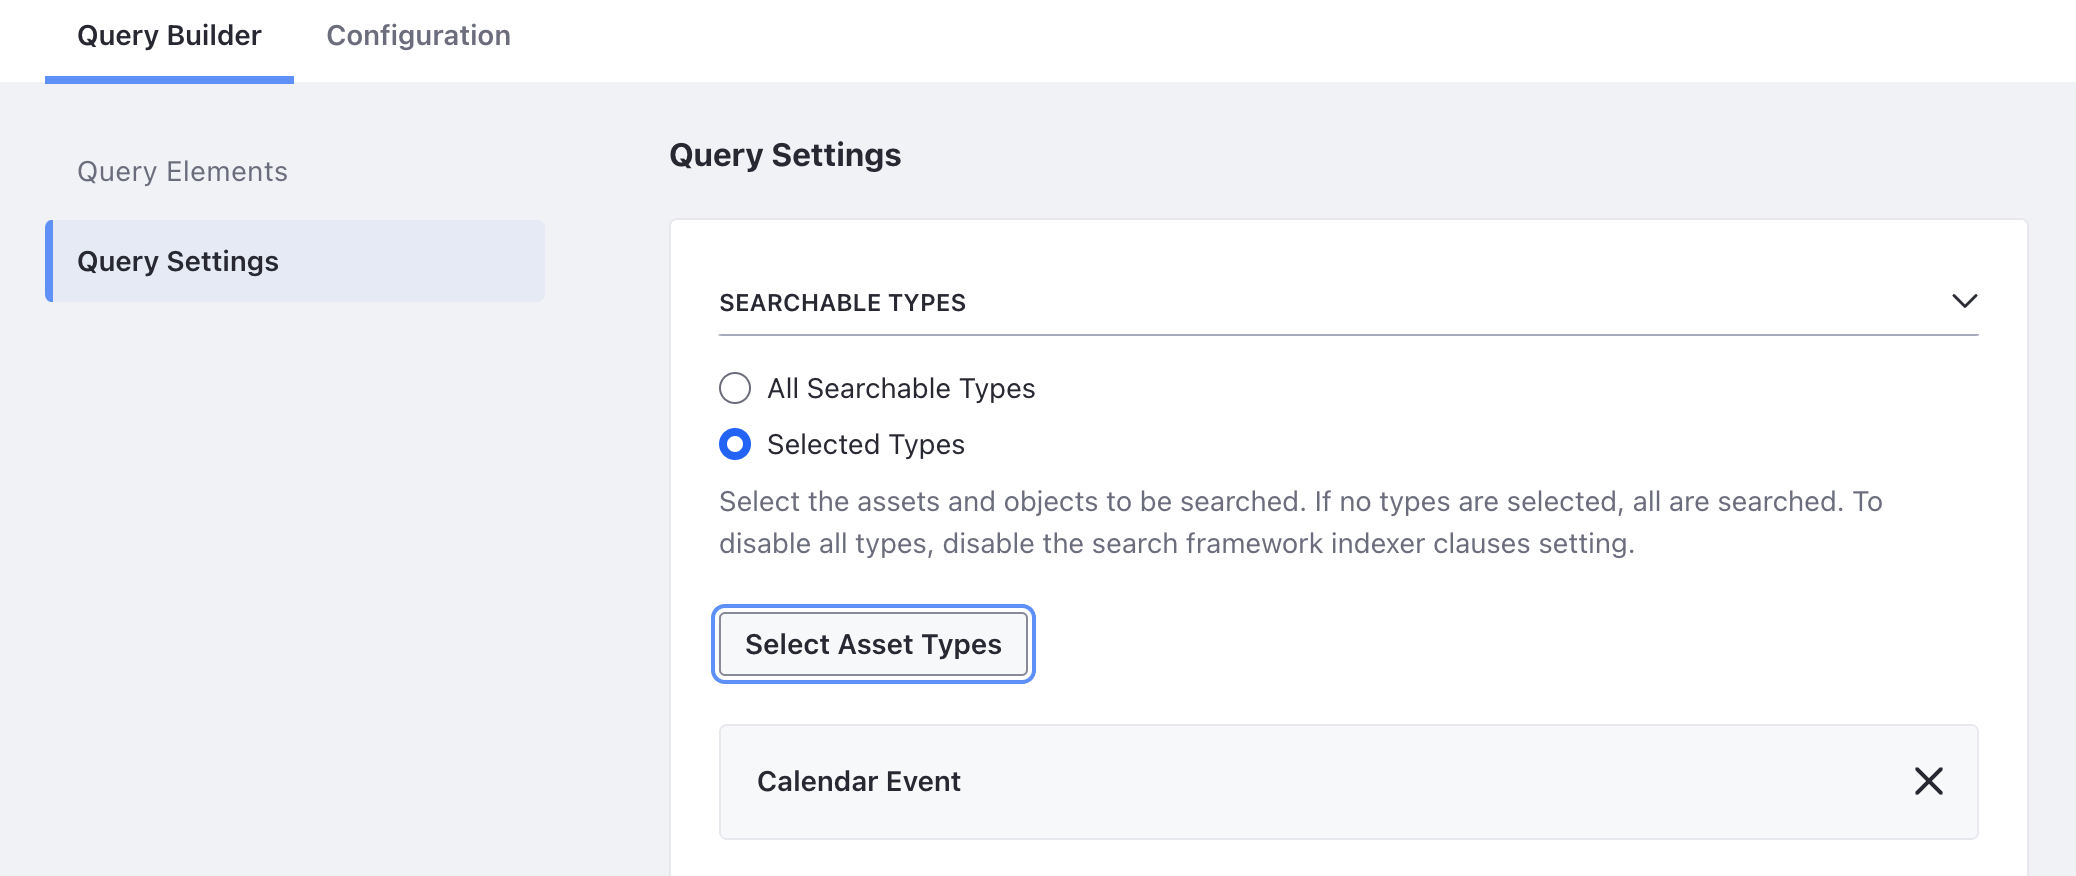 Query Builder
Configuration
Query Elements
Query Settings
Query Settings
SEARCHABLE TYPES
All Searchable Types
Selected Types
Select the assets and objects to be searched. If no types are selected, all are searched. To
disable all types, disable the search framework indexer clauses setting.
Select Asset Types
Calendar Event